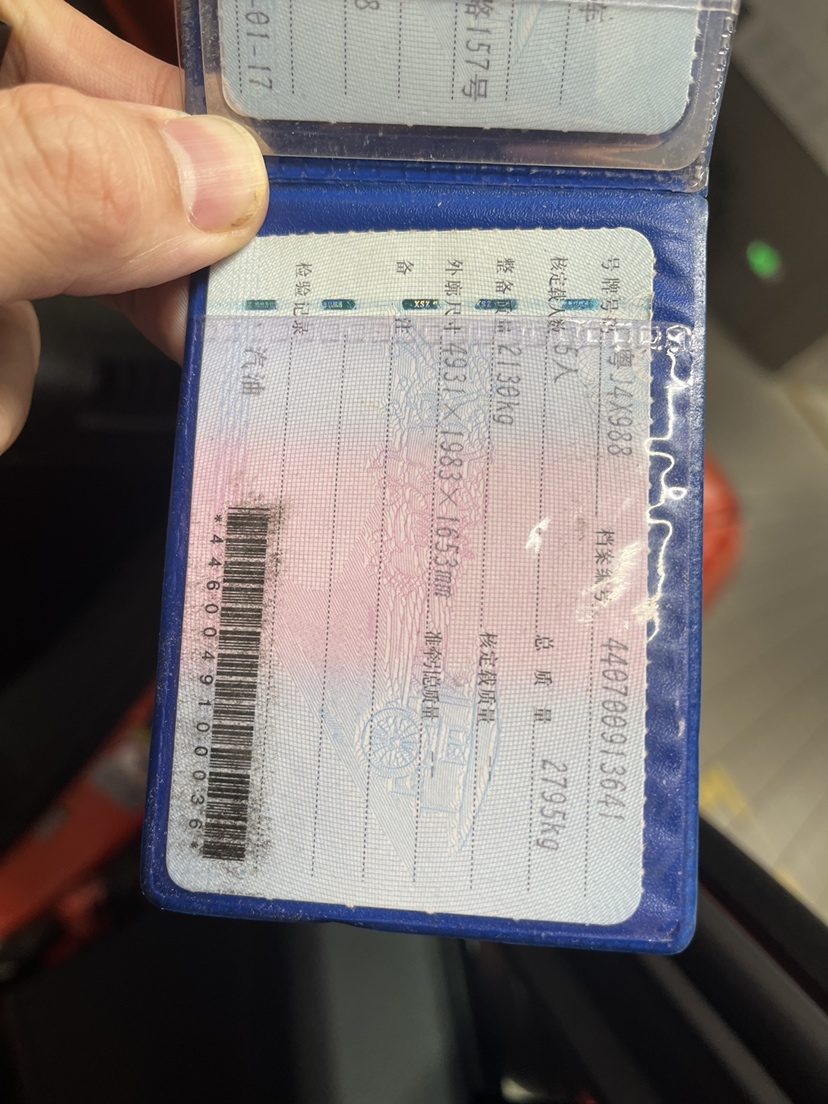 车
路157号
8
-01-17
号牌号码 粤J4X988 档案编号 440700913641
核定载人数 5人 总质量 2795kg
整备质量 2130kg 核定载质量 --
外廓尺寸 4931×1983×1653mm 准牵引总质量 --
备注
检验记录
汽油
*4460049100036*